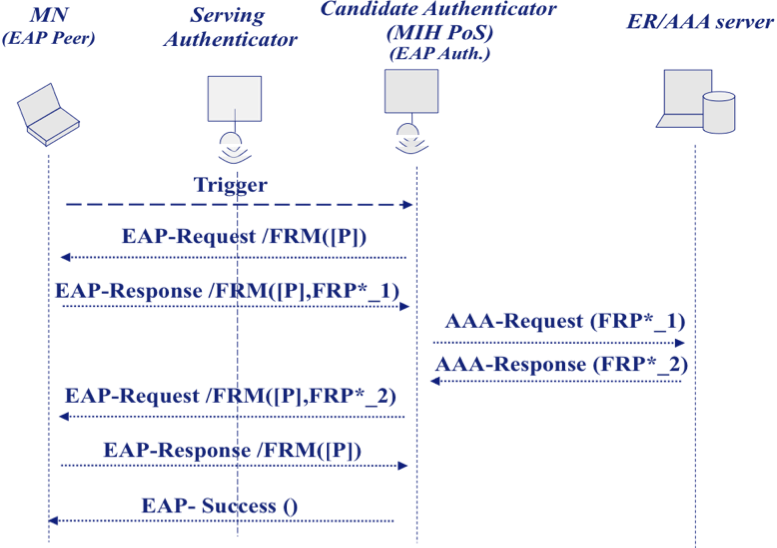 MN
(EAP Peer)
Serving
Authenticator
Candidate Authenticator
(MIH PoS)
(EAP Auth.)
ER/AAA server
Trigger
EAP-Request /FRM([P])
EAP-Response /FRM([P],FRP*_1)
AAA-Request (FRP*_1)
AAA-Response (FRP*_2)
EAP-Request /FRM([P],FRP*_2)
EAP-Response /FRM([P])
EAP- Success ()